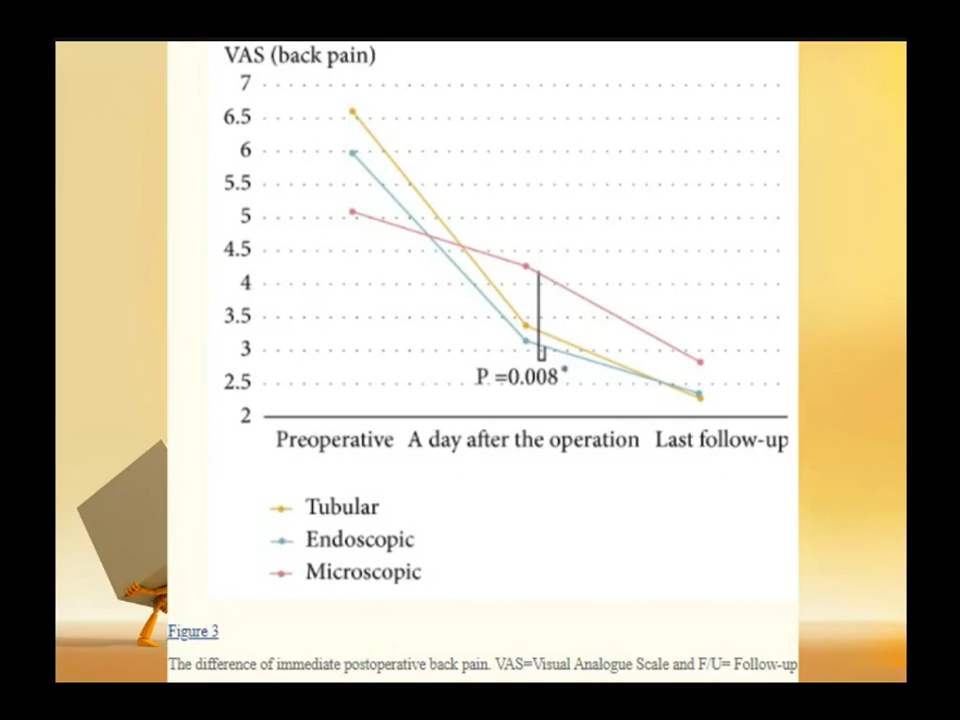 VAS (back pain)
7
6.5
6
5.5
5
4.5
4
3.5
3
2.5
2
P =0.008*
Preoperative A day after the operation Last follow-up
Tubular
Endoscopic
Microscopic
Figure 3
The difference of immediate postoperative back pain. VAS=Visual Analogue Scale and F/U= Follow-up